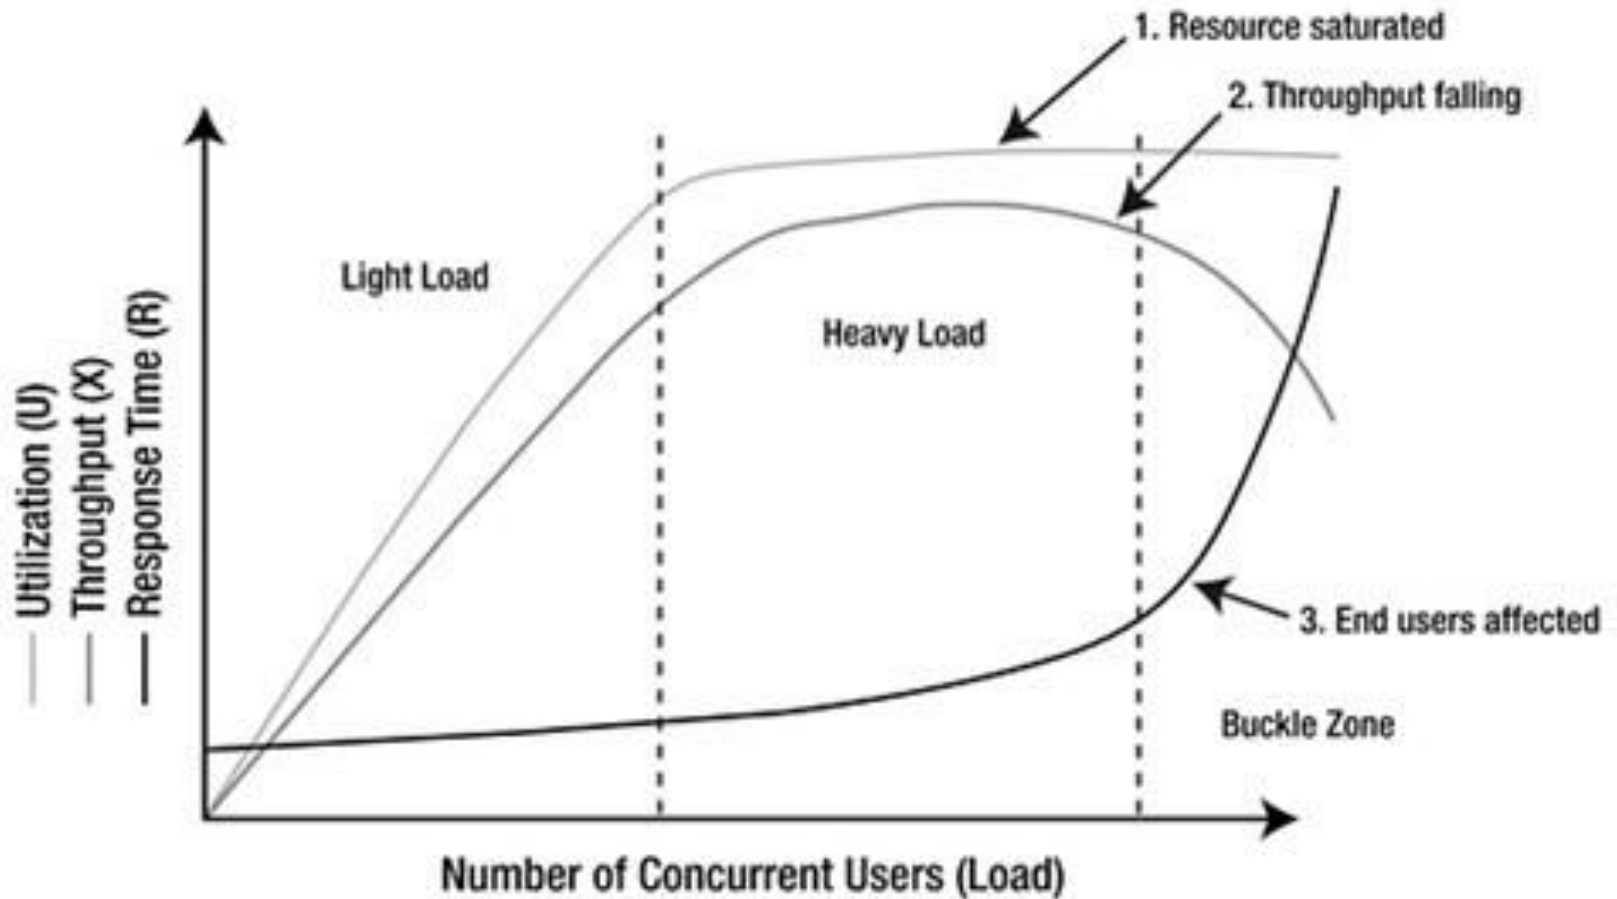 1. Resource saturated
2. Throughput falling
Light Load
Heavy Load
Utilization (U)
Throughput (X)
Response Time (R)
3. End users affected
Buckle Zone
Number of Concurrent Users (Load)